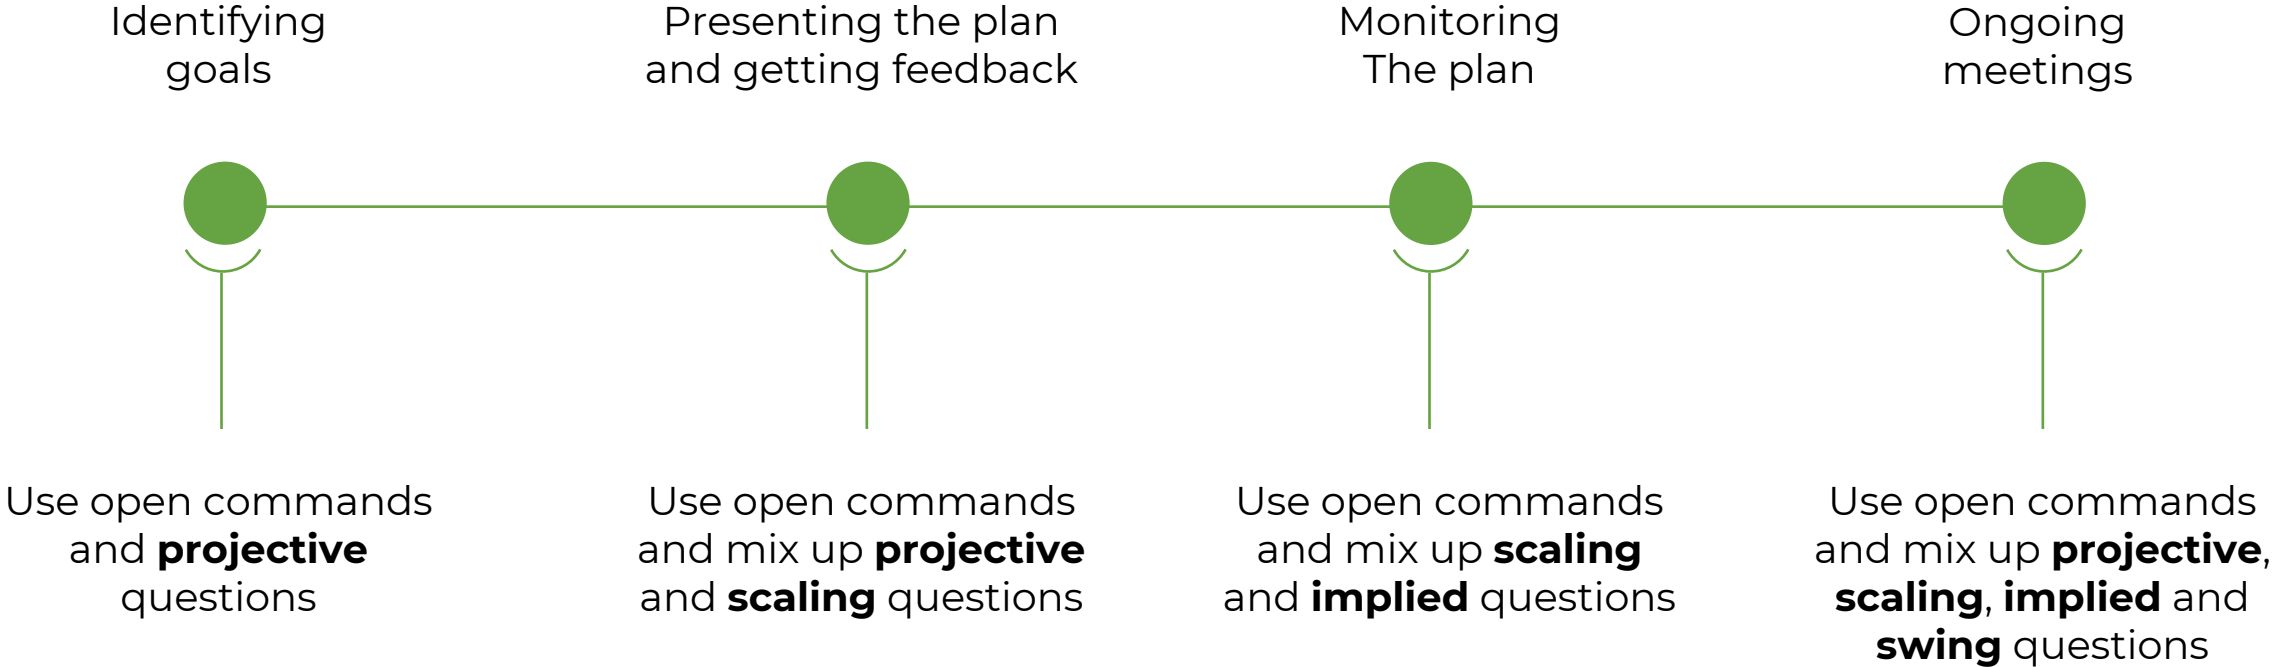 Identifying
goals
Presenting the plan
and getting feedback
Monitoring
The plan
Ongoing
meetings
Use open commands
and projective
questions
Use open commands
and mix up projective
and scaling questions
Use open commands
and mix up scaling
and implied questions
Use open commands
and mix up projective,
scaling, implied and
swing questions